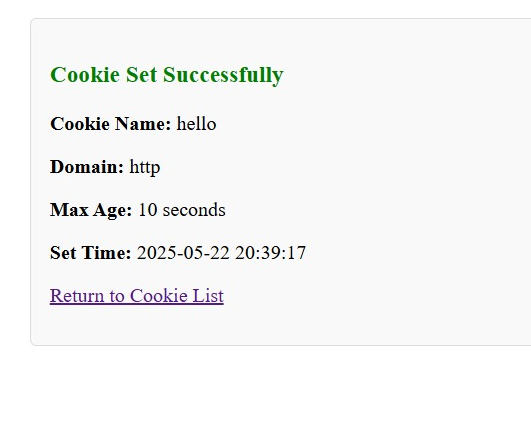 Cookie Set Successfully
Cookie Name: hello
Domain: http
Max Age: 10 seconds
Set Time: 2025-05-22 20:39:17
Return to Cookie List